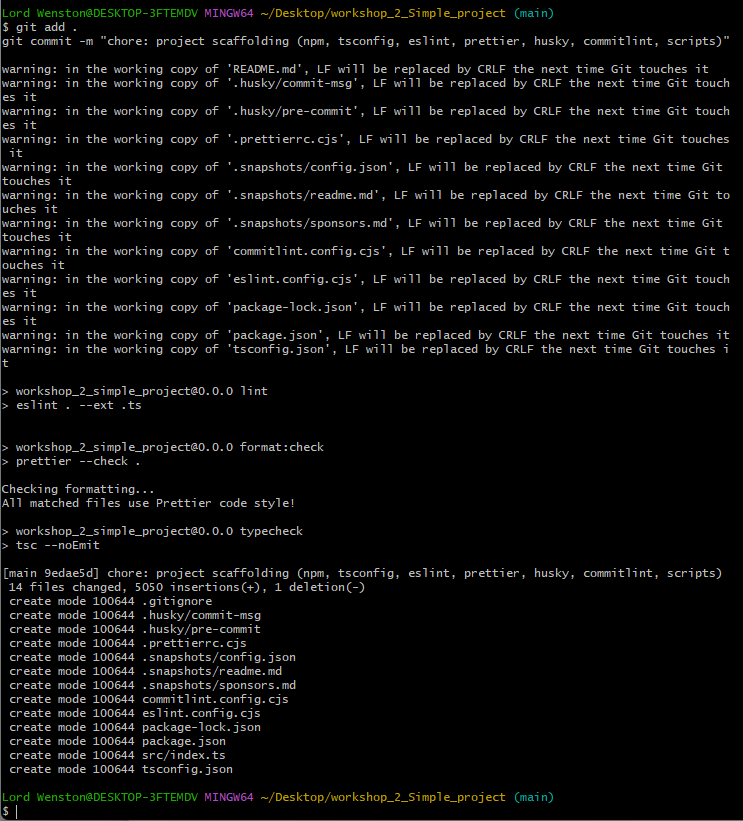 Lord Wenston@DESKTOP-3FTEMDV MINGW64 ~/Desktop/workshop_2_Simple_project (main)
$ git add .
git commit -m "chore: project scaffolding (npm, tsconfig, eslint, prettier, husky, commitlint, scripts)"
warning: in the working copy of 'README.md', LF will be replaced by CRLF the next time Git touches it
warning: in the working copy of '.husky/commit-msg', LF will be replaced by CRLF the next time Git touch
es it
warning: in the working copy of '.husky/pre-commit', LF will be replaced by CRLF the next time Git touch
es it
warning: in the working copy of '.prettierrc.cjs', LF will be replaced by CRLF the next time Git touches
 it
warning: in the working copy of '.snapshots/config.json', LF will be replaced by CRLF the next time Git 
touches it
warning: in the working copy of '.snapshots/readme.md', LF will be replaced by CRLF the next time Git to
uches it
warning: in the working copy of '.snapshots/sponsors.md', LF will be replaced by CRLF the next time Git 
touches it
warning: in the working copy of 'commitlint.config.cjs', LF will be replaced by CRLF the next time Git t
ouches it
warning: in the working copy of 'eslint.config.cjs', LF will be replaced by CRLF the next time Git touch
es it
warning: in the working copy of 'package-lock.json', LF will be replaced by CRLF the next time Git touch
es it
warning: in the working copy of 'package.json', LF will be replaced by CRLF the next time Git touches it
warning: in the working copy of 'tsconfig.json', LF will be replaced by CRLF the next time Git touches i
t
> workshop_2_simple_project@0.0.0 lint
> eslint . --ext .ts
> workshop_2_simple_project@0.0.0 format:check
> prettier --check .
Checking formatting...
All matched files use Prettier code style!
> workshop_2_simple_project@0.0.0 typecheck
> tsc --noEmit
[main 9edae5d] chore: project scaffolding (npm, tsconfig, eslint, prettier, husky, commitlint, scripts)
 14 files changed, 5050 insertions(+), 1 deletion(-)
 create mode 100644 .gitignore
 create mode 100644 .husky/commit-msg
 create mode 100644 .husky/pre-commit
 create mode 100644 .prettierrc.cjs
 create mode 100644 .snapshots/config.json
 create mode 100644 .snapshots/readme.md
 create mode 100644 .snapshots/sponsors.md
 create mode 100644 commitlint.config.cjs
 create mode 100644 eslint.config.cjs
 create mode 100644 package-lock.json
 create mode 100644 package.json
 create mode 100644 src/index.ts
 create mode 100644 tsconfig.json
Lord Wenston@DESKTOP-3FTEMDV MINGW64 ~/Desktop/workshop_2_Simple_project (main)
$